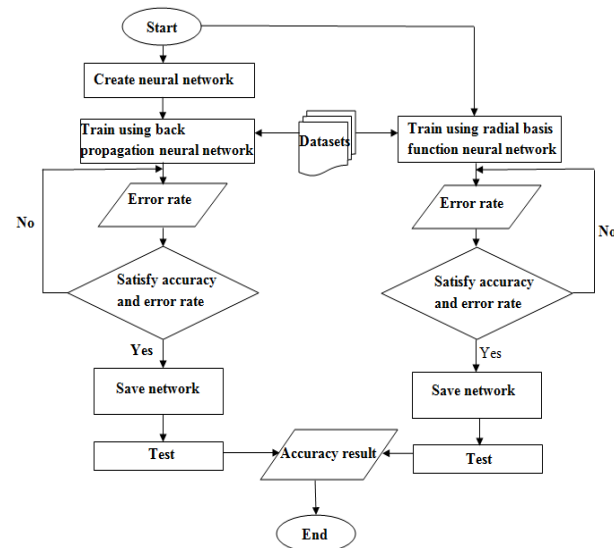 Start
Create neural network
Train using back
propagation neural network
Datasets
Train using radial basis
function neural network
Error rate
Error rate
No
No
Satisfy accuracy
and error rate
Satisfy accuracy
and error rate
Yes
Yes
Save network
Save network
Test
Accuracy result
Test
End